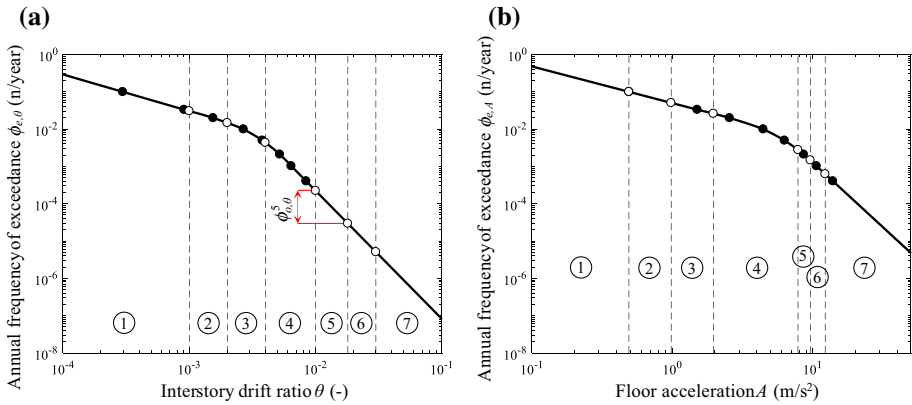 (a)
(b)
Annual frequency of exceedance ϕe,θ (n/year)
10^0
10^-2
10^-4
10^-6
10^-8
ϕ^5o,θ
1 2 3 4 5 6 7
10^-4 10^-3 10^-2 10^-1
Interstory drift ratio θ (-)
Annual frequency of exceedance ϕe,A (n/year)
10^0
10^-2
10^-4
10^-6
10^-8
1 2 3 4 5 6 7
10^-1 10^0 10^1
Floor acceleration A (m/s²)